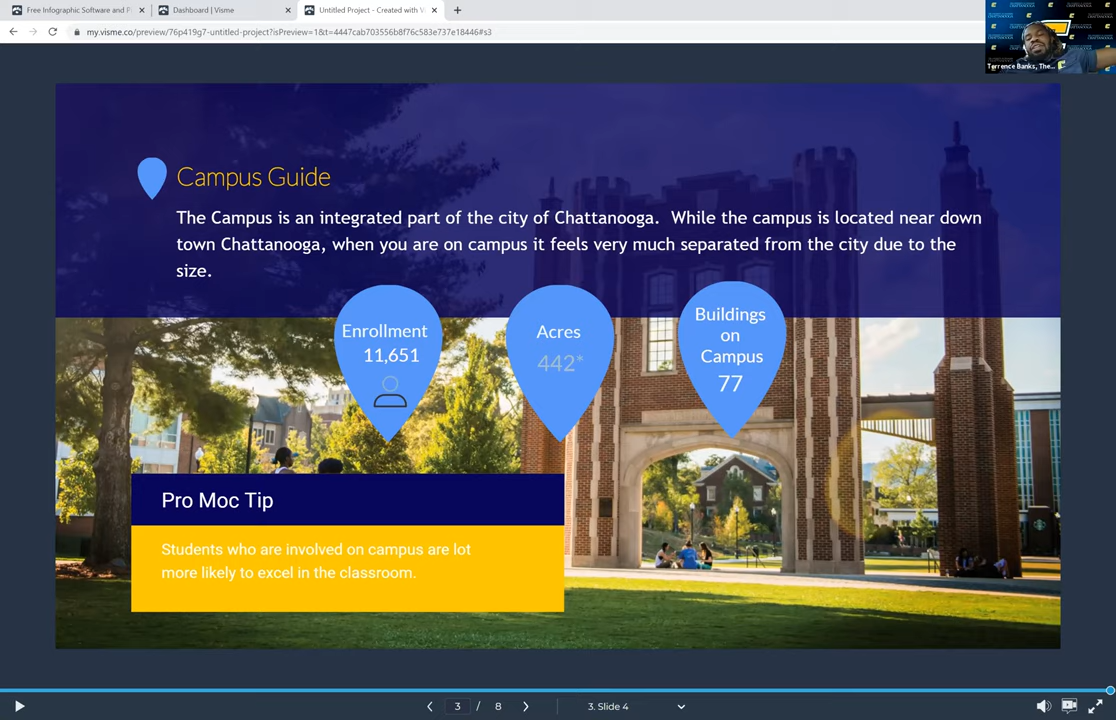 Free Infographic Software and P
Dashboard | Visme
Untitled Project - Created with V
my.visme.co/preview/76p419g7-untitled-project?isPreview=1&t=4447cab703556b8f76c583e737e18446#s3
Terrence Banks, The...
Campus Guide
The Campus is an integrated part of the city of Chattanooga. While the campus is located near down
town Chattanooga, when you are on campus it feels very much separated from the city due to the
size.
Enrollment
11,651
Acres
442*
Buildings
on
Campus
77
Pro Moc Tip
Students who are involved on campus are lot
more likely to excel in the classroom.
3 / 8
3. Slide 4